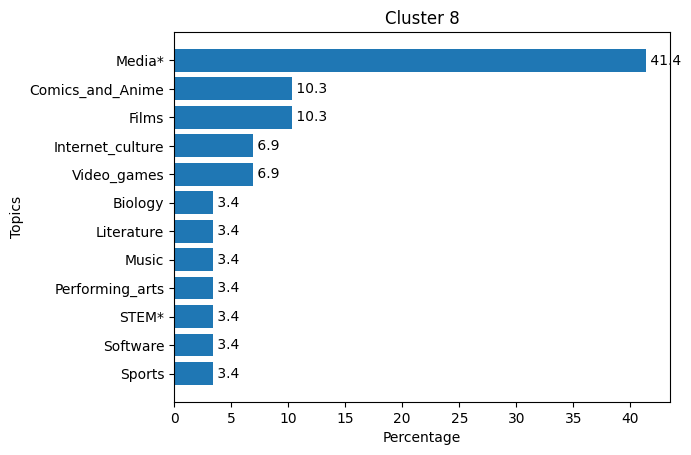 Cluster 8
Media* 41.4
Comics_and_Anime 10.3
Films 10.3
Internet_culture 6.9
Video_games 6.9
Biology 3.4
Literature 3.4
Music 3.4
Performing_arts 3.4
STEM* 3.4
Software 3.4
Sports 3.4
Topics
0 5 10 15 20 25 30 35 40
Percentage